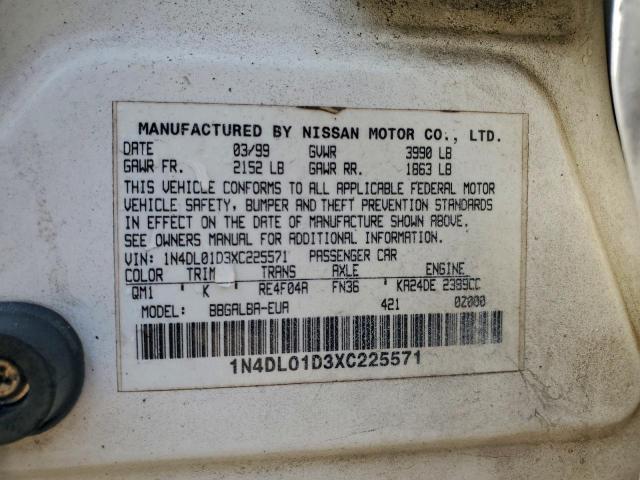 MANUFACTURED BY NISSAN MOTOR CO., LTD.
DATE 03/99 GVWR 3990 LB
GAWR FR. 2152 LB GAWR RR. 1863 LB
THIS VEHICLE CONFORMS TO ALL APPLICABLE FEDERAL MOTOR
VEHICLE SAFETY, BUMPER AND THEFT PREVENTION STANDARDS
IN EFFECT ON THE DATE OF MANUFACTURE SHOWN ABOVE.
SEE OWNERS MANUAL FOR ADDITIONAL INFORMATION.
VIN: 1N4DL01D3XC225571 PASSENGER CAR
COLOR TRIM TRANS AXLE ENGINE
QM1 K RE4F04A FN36 KA24DE 2389CC
MODEL: BBGALBA-EUA 421 0Z000
1N4DL01D3XC225571